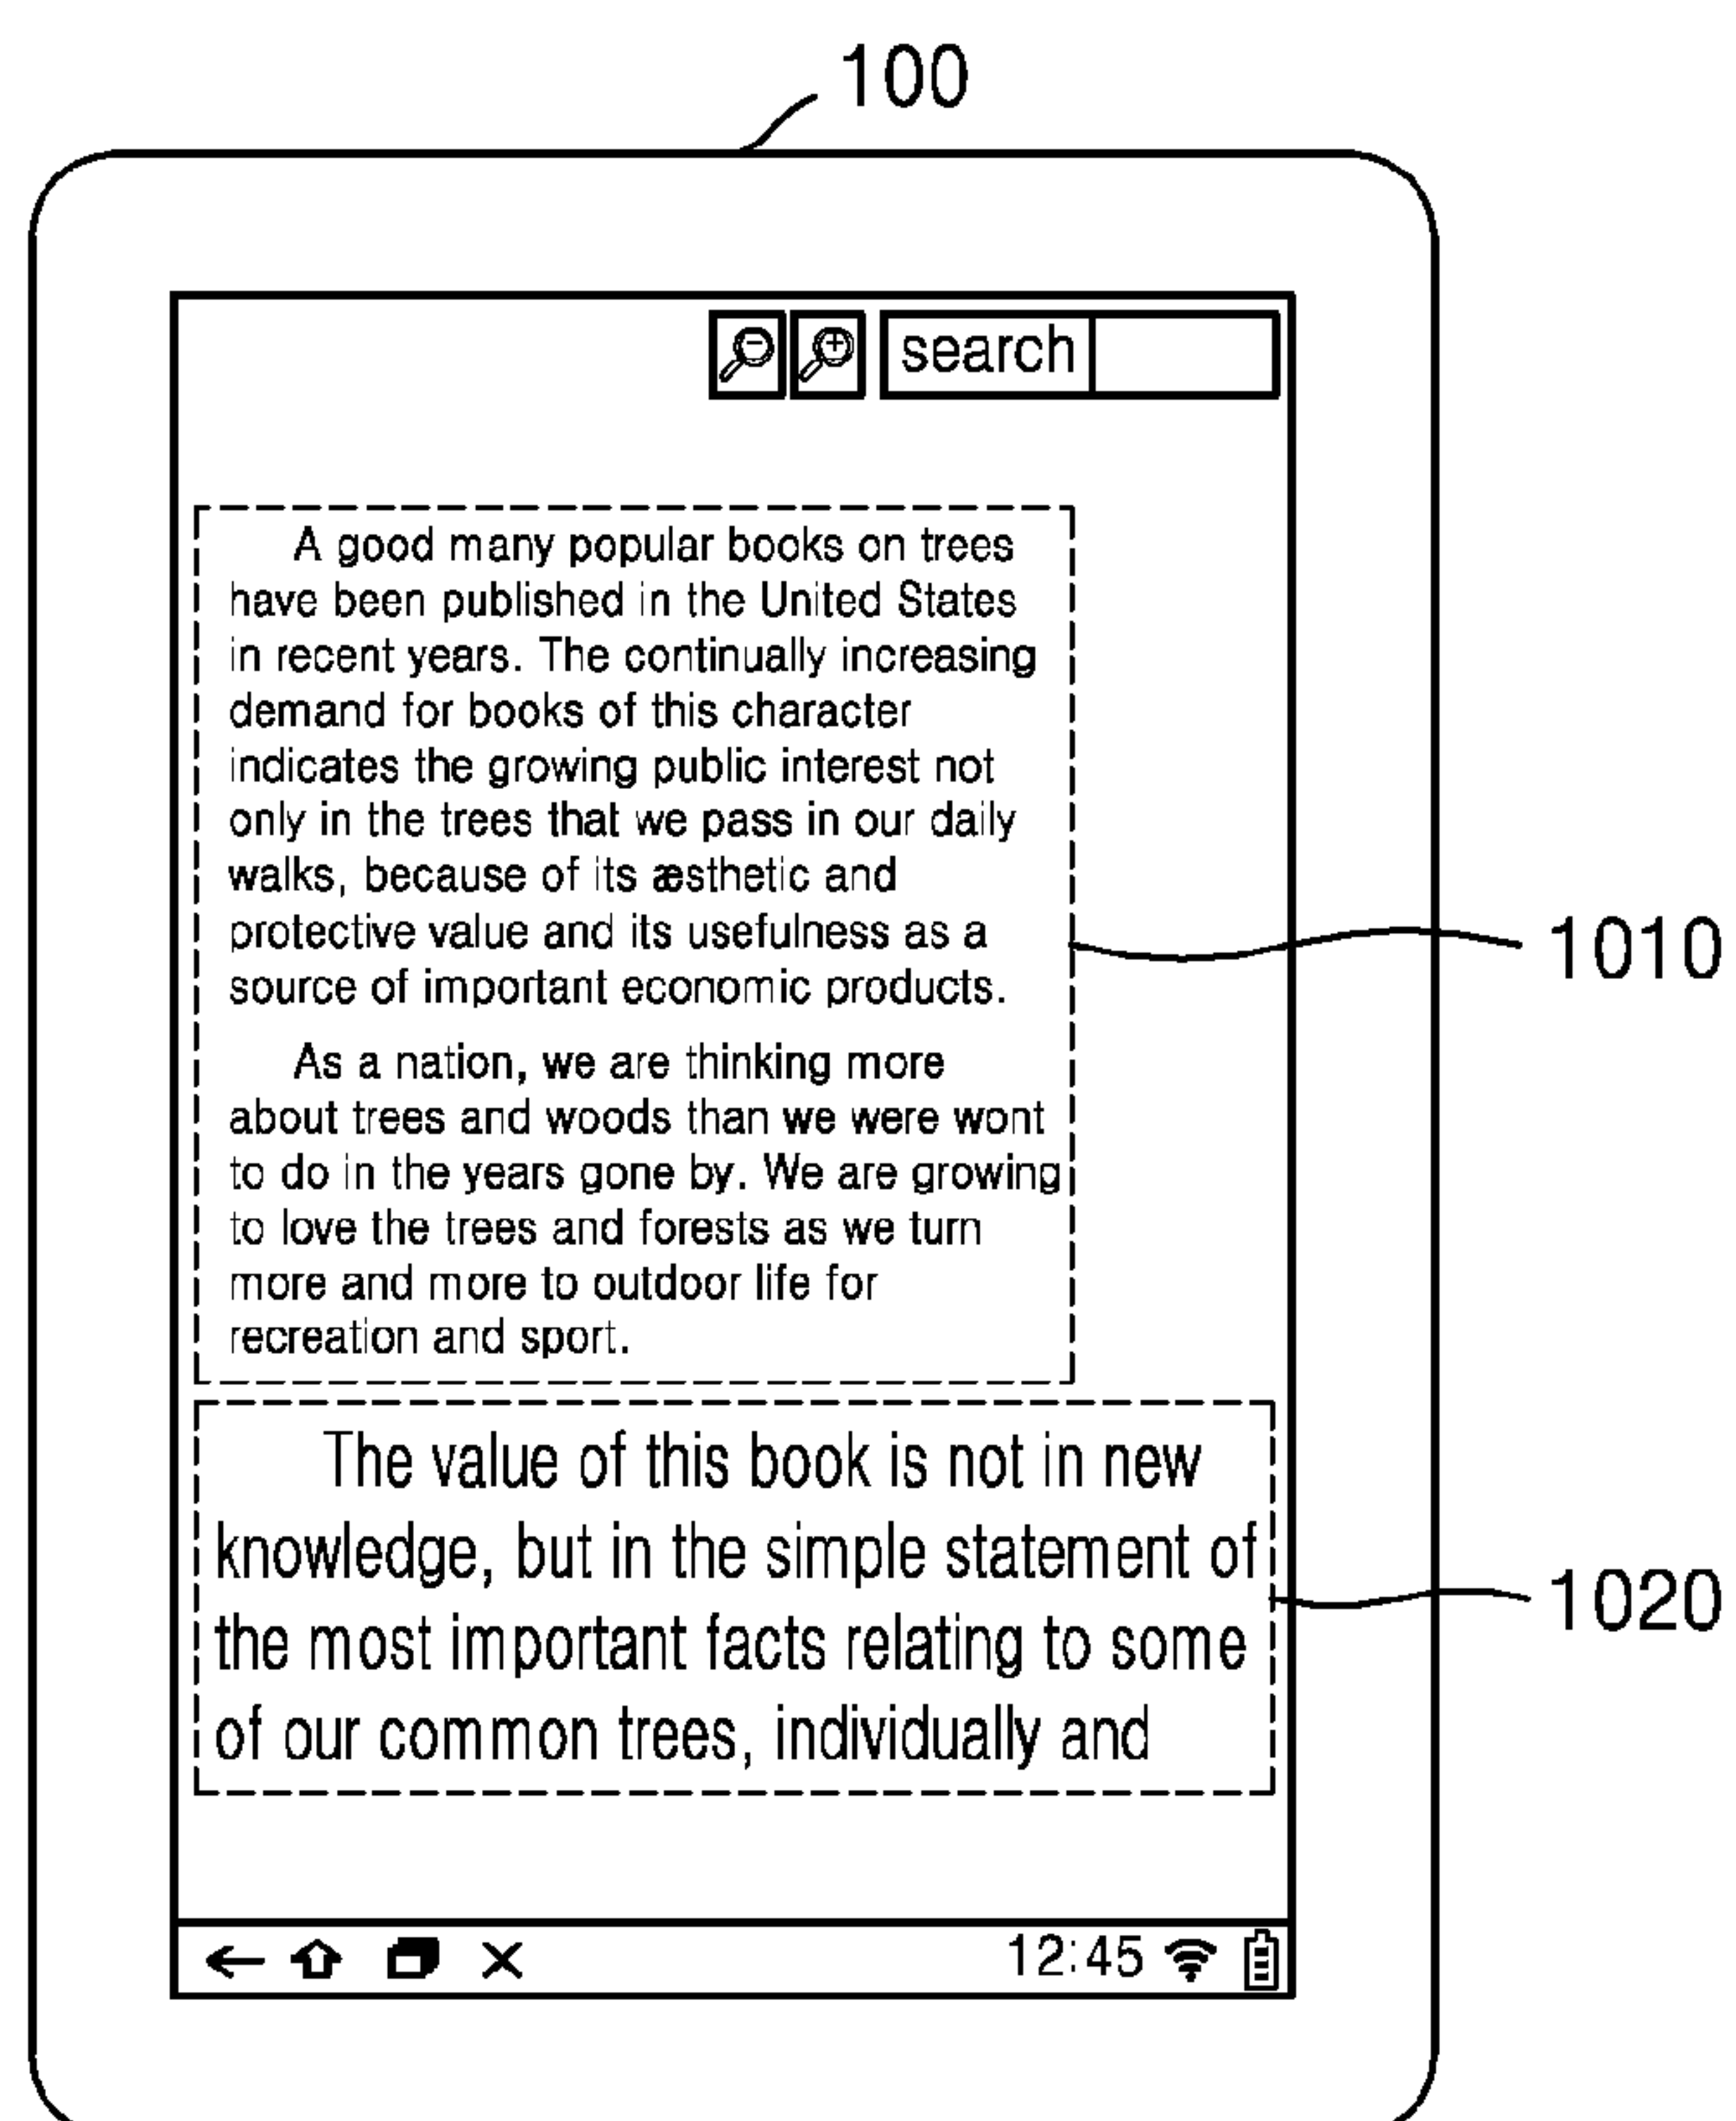 100
search
A good many popular books on trees
have been published in the United States
in recent years. The continually increasing
demand for books of this character
indicates the growing public interest not
only in the trees that we pass in our daily
walks, because of its æsthetic and
protective value and its usefulness as a
source of important economic products.
As a nation, we are thinking more
about trees and woods than we were wont
to do in the years gone by. We are growing
to love the trees and forests as we turn
more and more to outdoor life for
recreation and sport.
1010
The value of this book is not in new
knowledge, but in the simple statement of
the most important facts relating to some
of our common trees, individually and
1020
12:45